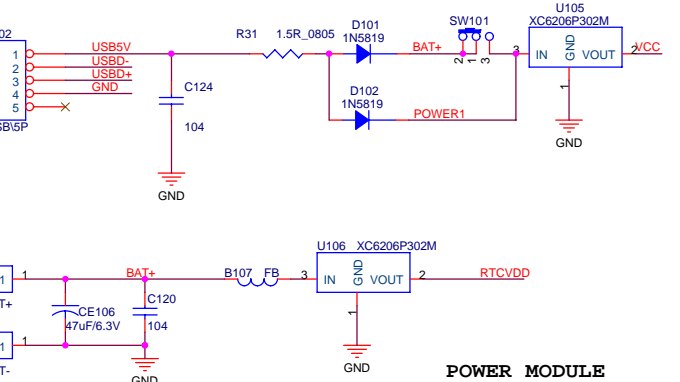 U105
02
R31
1.5R_0805
D101
1N5819
SW101
XC6206P302M
1
USB5V
BAT+
3
IN
GND
VOUT
2
VCC
2
USBD-
2
1
3
3
USBD+
4
GND
5
C124
D102
1N5819
1
SB\5P
104
POWER1
GND
GND
U106
XC6206P302M
1
1
BAT+
B107
FB
3
IN
GND
VOUT
2
RTCVDD
T+
C120
CE106
47uF/6.3V
104
1
1
1
T-
GND
GND
POWER MODULE